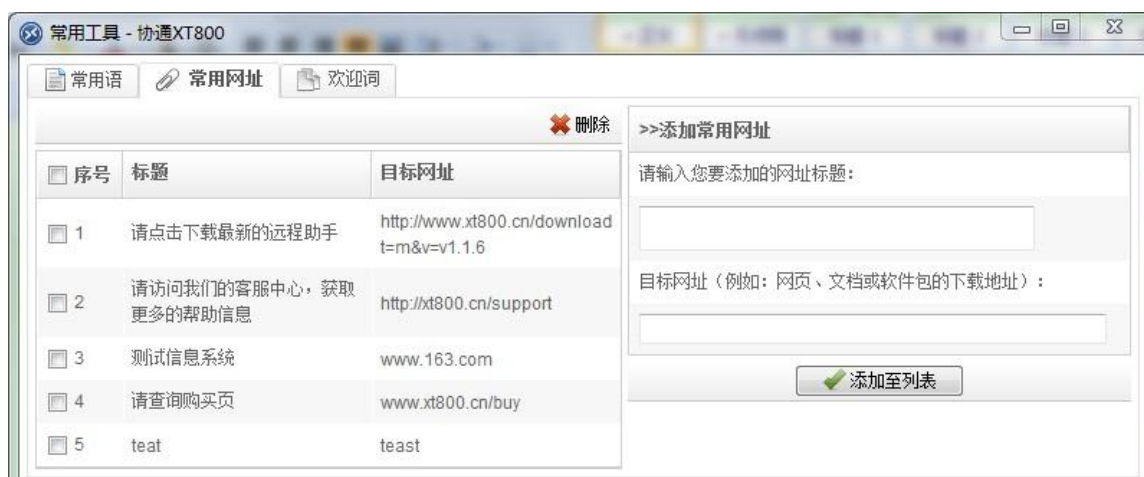 常用工具 - 协通XT800
常用语
常用网址
欢迎词
删除
序号 标题 目标网址
1 请点击下载最新的远程助手 http://www.xt800.cn/download
t=m&v=v1.1.6
2 请访问我们的客服中心，获取
更多的帮助信息 http://xt800.cn/support
3 测试信息系统 www.163.com
4 请查询购买页 www.xt800.cn/buy
5 teat teast
>>添加常用网址
请输入您要添加的网址标题：
目标网址（例如：网页、文档或软件包的下载地址）：
添加至列表